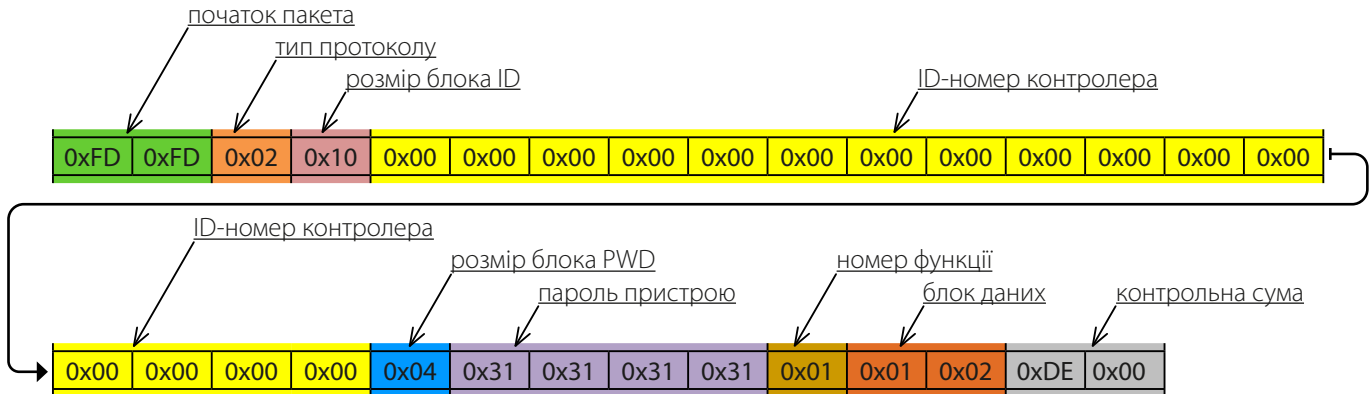 початок пакета
тип протоколу
розмір блока ID
ID-номер контролера
0xFD 0xFD 0x02 0x10 0x00 0x00 0x00 0x00 0x00 0x00 0x00 0x00 0x00 0x00 0x00 0x00
ID-номер контролера
розмір блока PWD
номер функції
пароль пристрою
блок даних
контрольна сума
0x00 0x00 0x00 0x00 0x04 0x31 0x31 0x31 0x31 0x01 0x01 0x02 0xDE 0x00